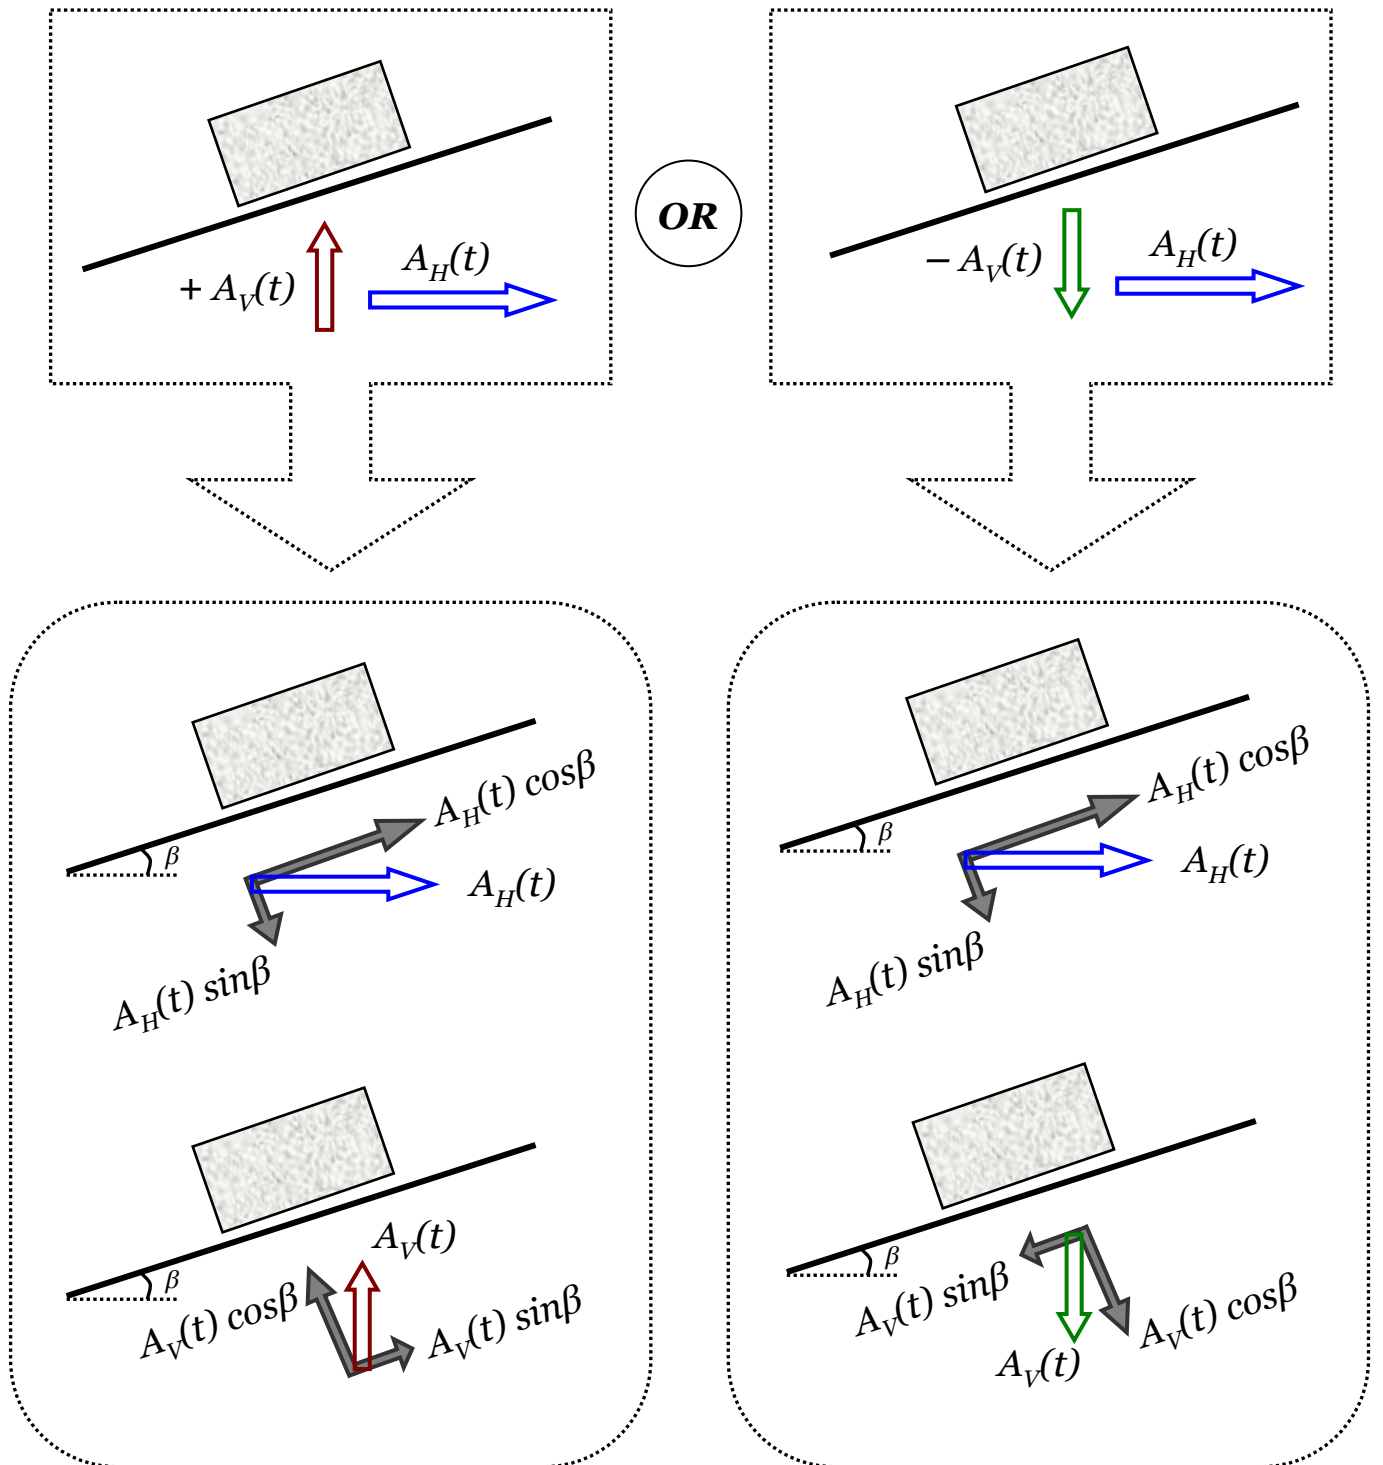 + A_V(t)
A_H(t)
OR
− A_V(t)
A_H(t)
A_H(t) cosβ
β
A_H(t)
A_H(t) sinβ
A_H(t) cosβ
β
A_H(t)
A_H(t) sinβ
A_V(t)
β
A_V(t) cosβ
A_V(t) sinβ
β
A_V(t) sinβ
A_V(t) cosβ
A_V(t)